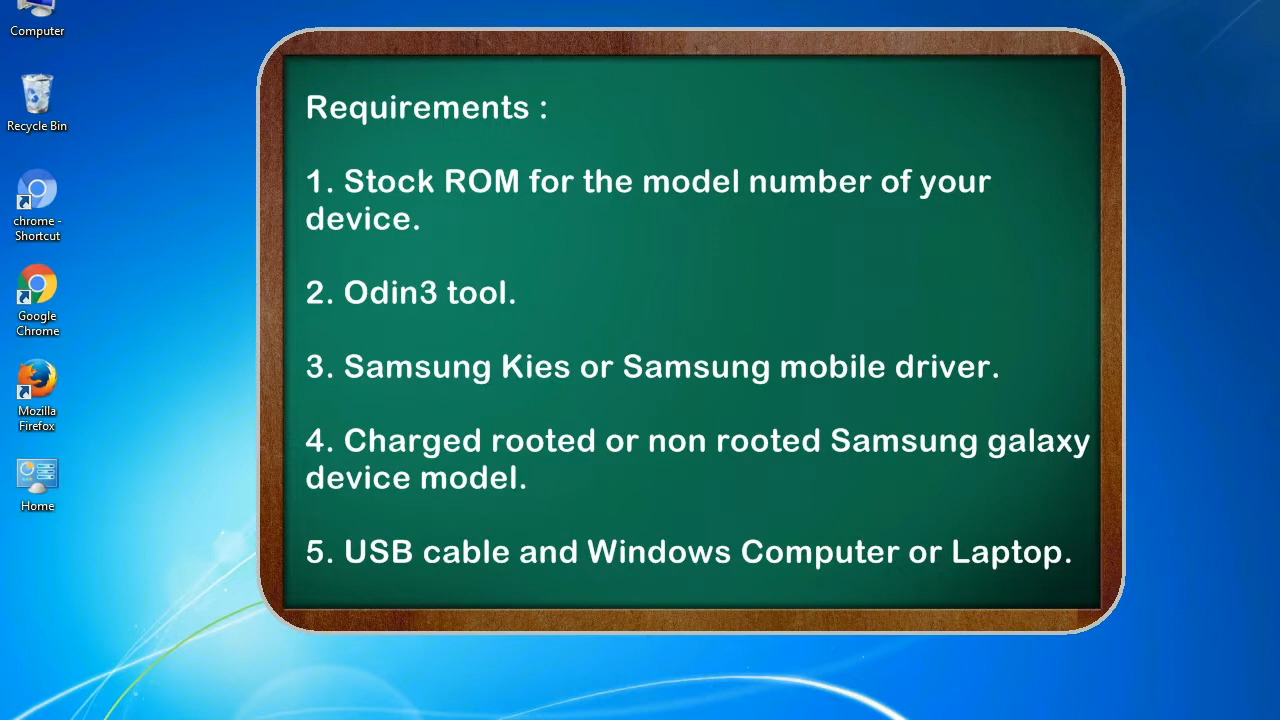 Computer
Recycle Bin
chrome -
Shortcut
Google
Chrome
Mozilla
Firefox
Home
Requirements :
1. Stock ROM for the model number of your
device.
2. Odin3 tool.
3. Samsung Kies or Samsung mobile driver.
4. Charged rooted or non rooted Samsung galaxy
device model.
5. USB cable and Windows Computer or Laptop.